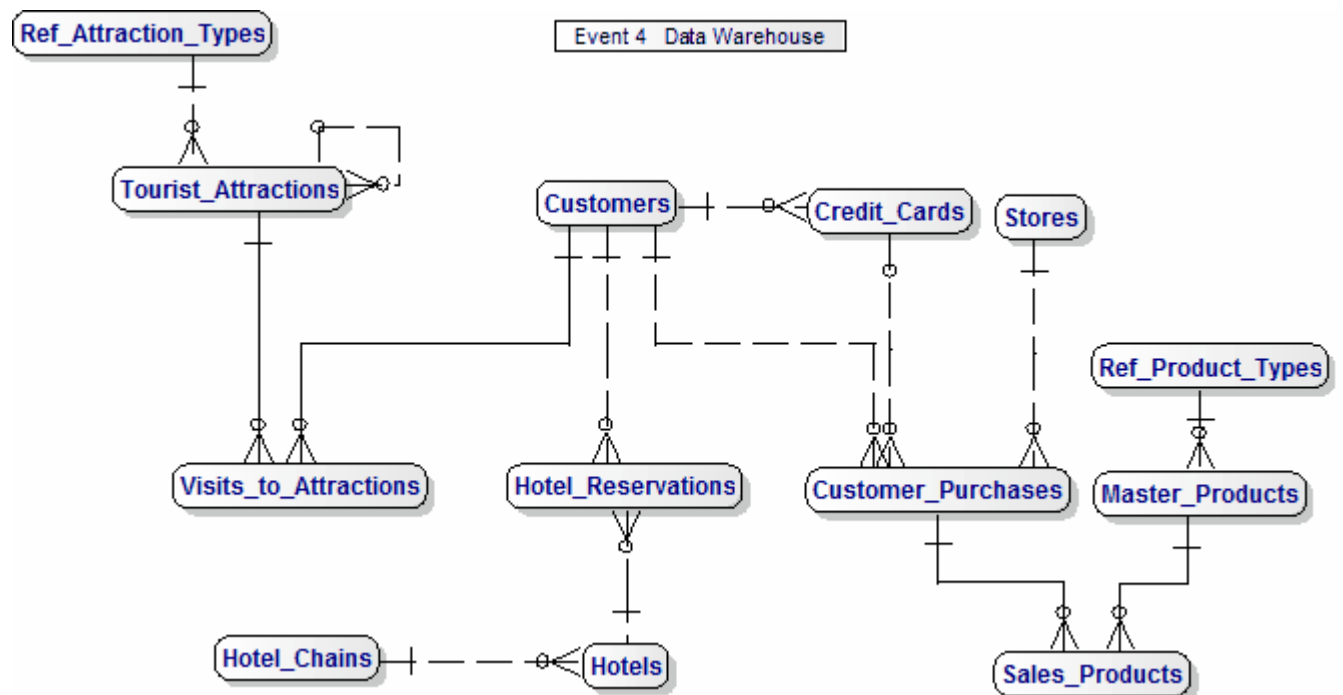 Ref_Attraction_Types
Event 4 Data Warehouse
Tourist_Attractions
Customers
Credit_Cards
Stores
Ref_Product_Types
Visits_to_Attractions
Hotel_Reservations
Customer_Purchases
Master_Products
Hotel_Chains
Hotels
Sales_Products